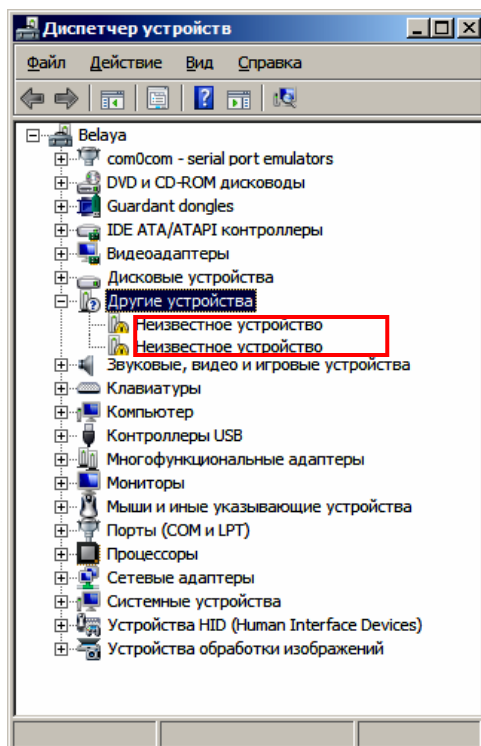 Диспетчер устройств
Файл Действие Вид Справка
Belaya
com0com - serial port emulators
DVD и CD-ROM дисководы
Guardant dongles
IDE ATA/ATAPI контроллеры
Видеоадаптеры
Дисковые устройства
Другие устройства
Неизвестное устройство
Неизвестное устройство
Звуковые, видео и игровые устройства
Клавиатуры
Компьютер
Контроллеры USB
Многофункциональные адаптеры
Мониторы
Мыши и иные указывающие устройства
Порты (COM и LPT)
Процессоры
Сетевые адаптеры
Системные устройства
Устройства HID (Human Interface Devices)
Устройства обработки изображений